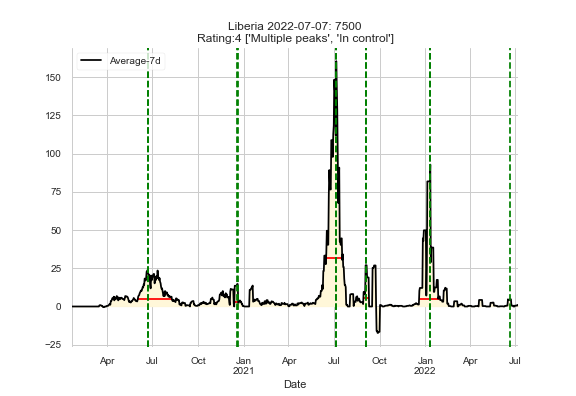 Liberia 2022-07-07: 7500
Rating:4 ['Multiple peaks', 'In control']
Average-7d
150
125
100
75
50
25
0
−25
Apr Jul Oct Jan Apr Jul Oct Jan Apr Jul
2021 2022
Date